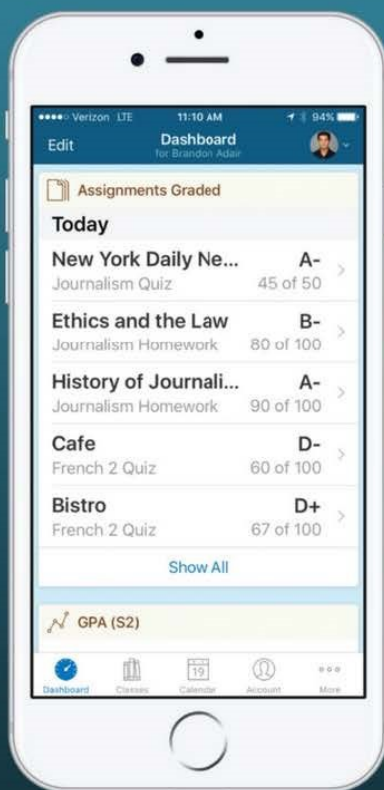 Verizon LTE 11:10 AM 94%
Edit Dashboard
for Brandon Adair
Assignments Graded
Today
New York Daily Ne... A-
Journalism Quiz 45 of 50
Ethics and the Law B-
Journalism Homework 80 of 100
History of Journali... A-
Journalism Homework 90 of 100
Cafe D-
French 2 Quiz 60 of 100
Bistro D+
French 2 Quiz 67 of 100
Show All
GPA (S2)
19
Dashboard Classes Calendar Account More